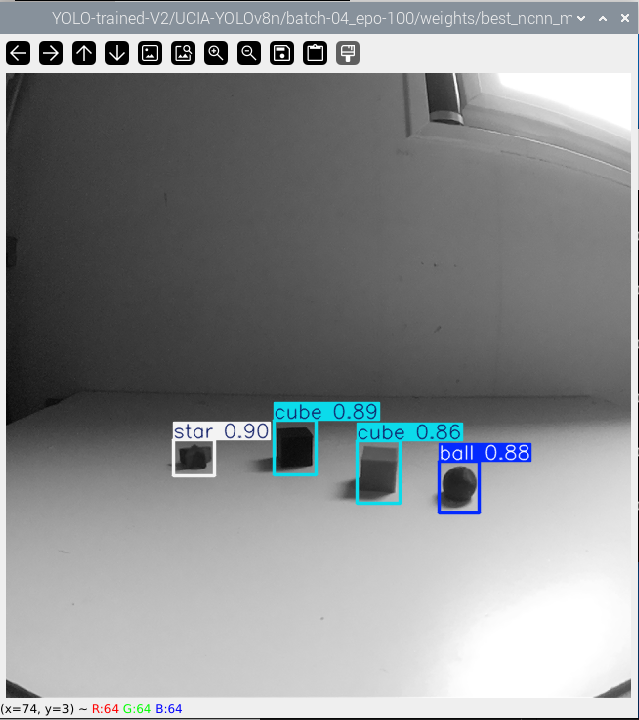 YOLO-trained-V2/UCIA-YOLOv8n/batch-04_epo-100/weights/best_ncnn_m
cube 0.89
star 0.90
cube 0.86
ball 0.88
(x=74, y=3) ~ R:64 G:64 B:64